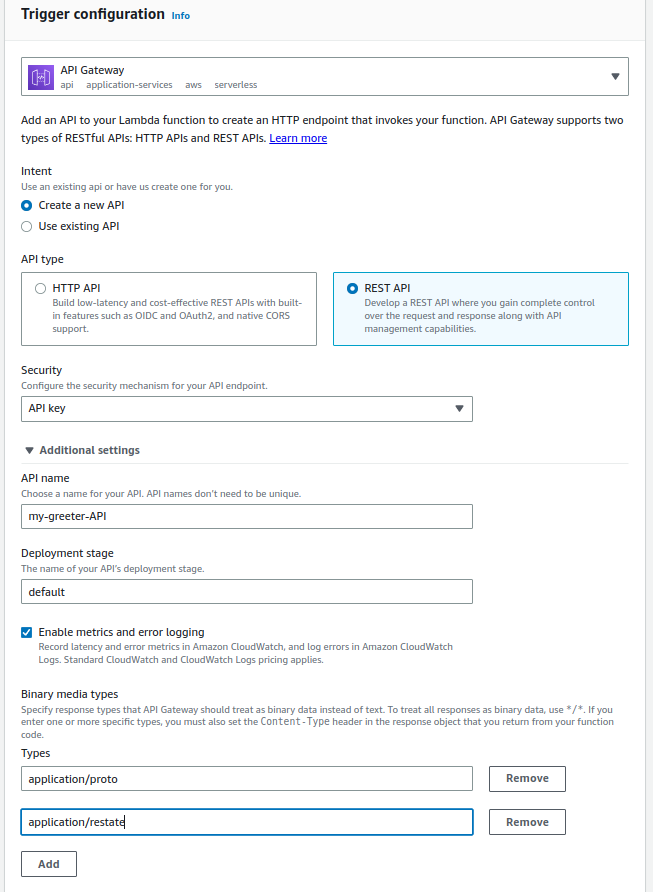 Trigger configuration Info
API Gateway
api application-services aws serverless
Add an API to your Lambda function to create an HTTP endpoint that invokes your function. API Gateway supports two
types of RESTful APIs: HTTP APIs and REST APIs. Learn more
Intent
Use an existing api or have us create one for you.
Create a new API
Use existing API
API type
HTTP API
Build low-latency and cost-effective REST APIs with built-
in features such as OIDC and OAuth2, and native CORS
support.
REST API
Develop a REST API where you gain complete control
over the request and response along with API
management capabilities.
Security
Configure the security mechanism for your API endpoint.
API key
Additional settings
API name
Choose a name for your API. API names don't need to be unique.
my-greeter-API
Deployment stage
The name of your API's deployment stage.
default
Enable metrics and error logging
Record latency and error metrics in Amazon CloudWatch, and log errors in Amazon CloudWatch
Logs. Standard CloudWatch and CloudWatch Logs pricing applies.
Binary media types
Specify response types that API Gateway should treat as binary data instead of text. To treat all responses as binary data, use */*. If you
enter one or more specific types, you must also set the Content-Type header in the response object that you return from your function
code.
Types
application/proto
Remove
application/restate
Remove
Add